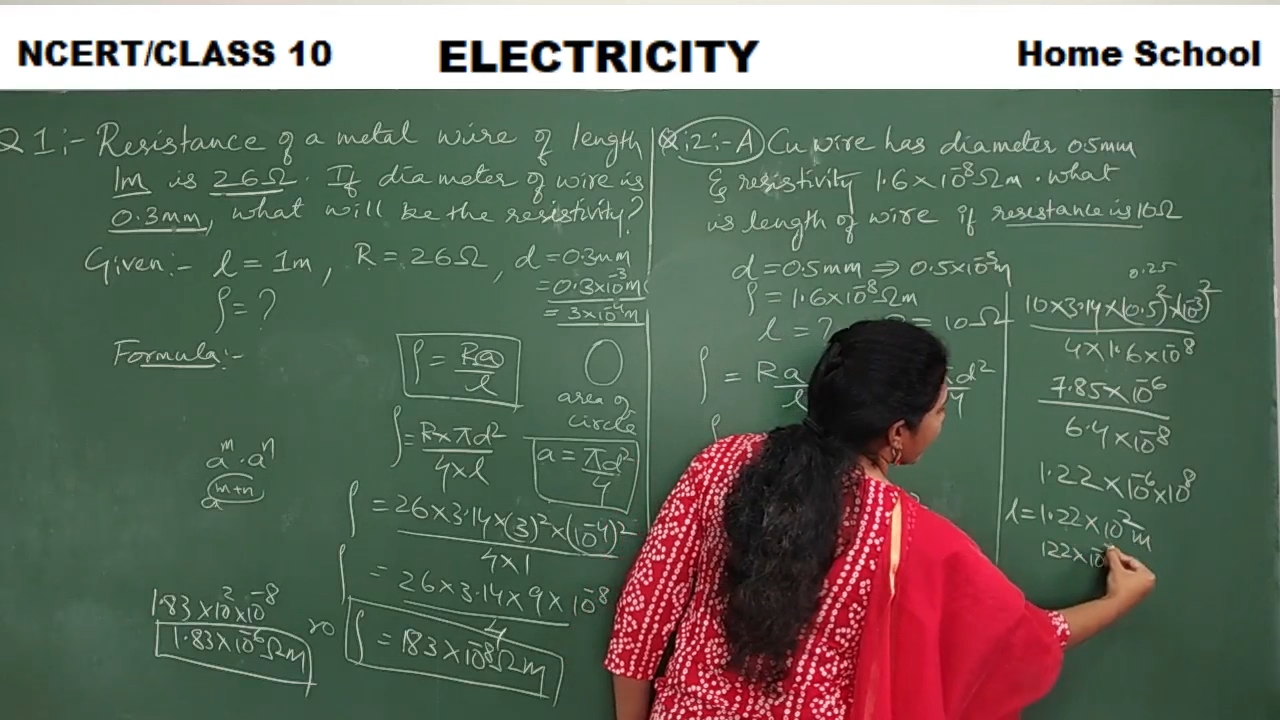 NCERT/CLASS 10 ELECTRICITY Home School
Q1:- Resistance of a metal wire of length
1m is 26Ω. If diameter of wire is
0.3mm, what will be the resistivity?
Given:- l = 1m, R = 26Ω, d = 0.3mm
= 0.3×10⁻³m
= 3×10⁻⁴m
ρ = ?
Formula:-
ρ = Ra/l
area of
circle
a = πd²/4
ρ = R×πd²/4×l
aᵐ · aⁿ
aᵐ⁺ⁿ
ρ = 26×3.14×(3)²×(10⁻⁴)²/4×1
ρ = 26×3.14×9×10⁻⁸/4
ρ = 183×10⁻⁸Ωm
or
1.83×10²×10⁻⁸
1.83×10⁻⁶Ωm
Q.2:- A) Cu wire has diameter 0.5mm
& resistivity 1.6×10⁻⁸Ωm. what
is length of wire if resistance is 10Ω
d = 0.5mm ⇒ 0.5×10⁻³m
ρ = 1.6×10⁻⁸Ωm
l = ? = 10Ω
ρ = Ra/l
πd²/4
ρ
0.25
10×3.14×(0.5)²×(10⁻³)²
4×1.6×10⁻⁸
7.85×10⁻⁶
6.4×10⁻⁸
1.22×10⁻⁶×10⁸
l = 1.22×10²m
122×10